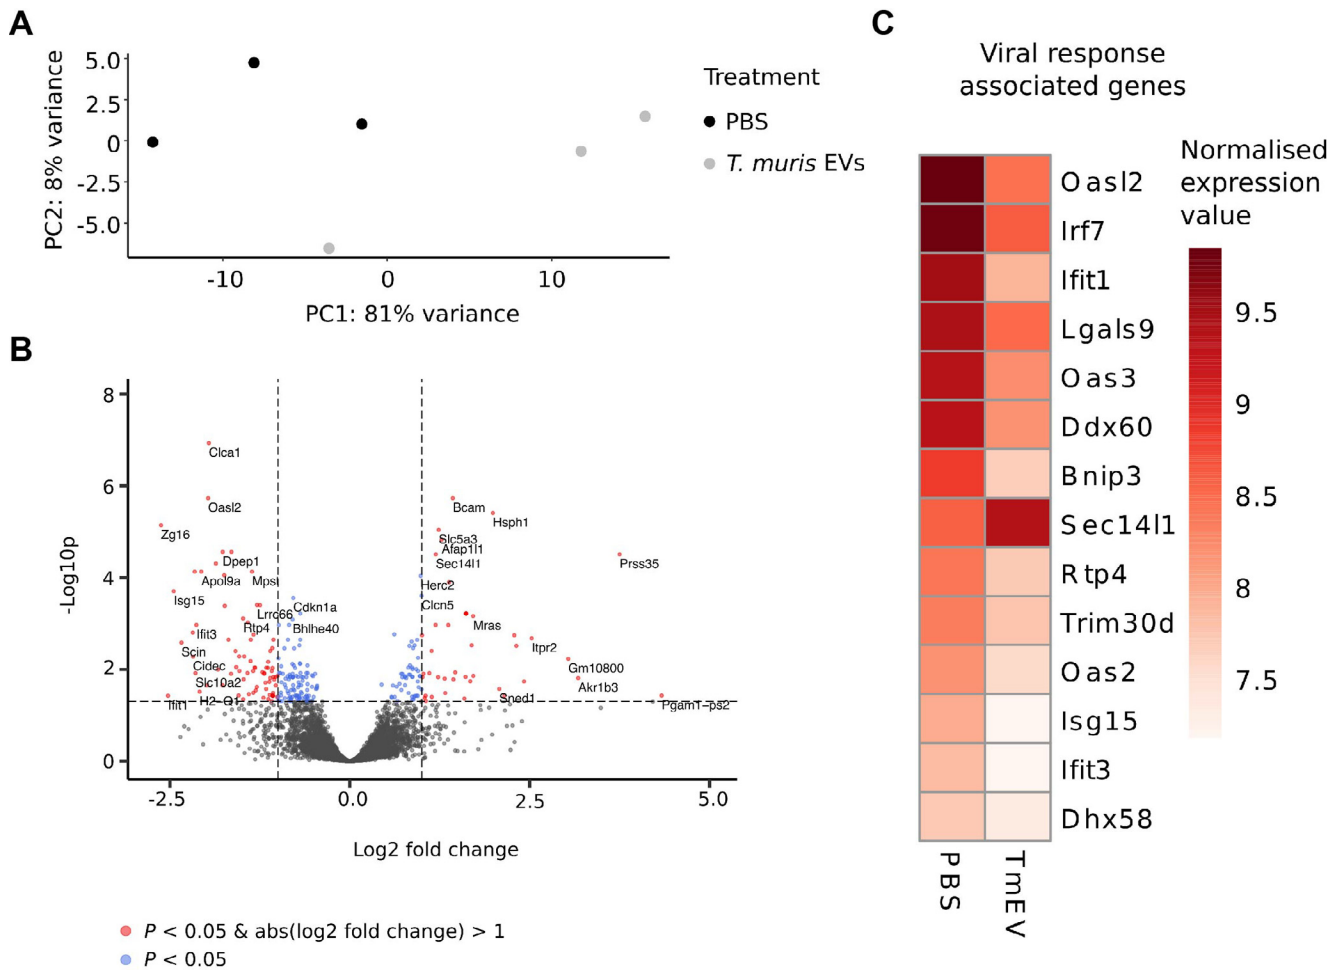 A
PC2: 8% variance
5.0
2.5
0
-2.5
-5.0
-10
0
10
PC1: 81% variance
Treatment
PBS
T. muris EVs
B
-Log10p
8
6
4
2
0
Clca1
Oasl2
Zg16
Dpep1
Apol9a
Mpst
Isg15
Lrrc66
Cdkn1a
Rtp4
Bhlhe40
Ifit3
Scin
Cidec
Slc10a2
H2-Q1
Ifit1
Bcam
Hsph1
Slc5a3
Afap1l1
Sec14l1
Prss35
Herc2
Clcn5
Mras
Itpr2
Gm10800
Akr1b3
Sned1
Pgam1-ps2
-2.5
0.0
2.5
5.0
Log2 fold change
P < 0.05 & abs(log2 fold change) > 1
P < 0.05
C
Viral response
associated genes
Oasl2
Irf7
Ifit1
Lgals9
Oas3
Ddx60
Bnip3
Sec14l1
Rtp4
Trim30d
Oas2
Isg15
Ifit3
Dhx58
PBS
TmEV
Normalised
expression
value
9.5
9
8.5
8
7.5